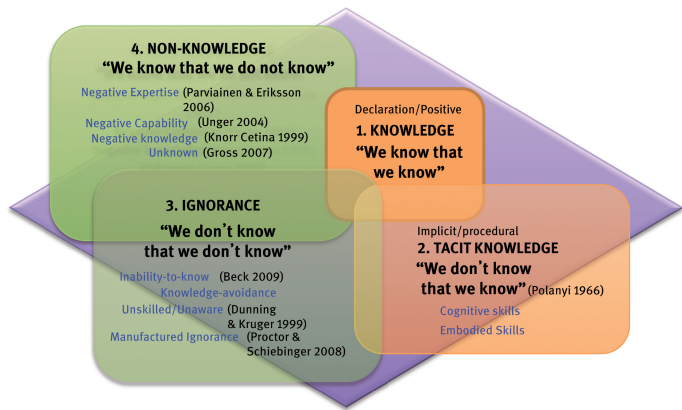 4. NON-KNOWLEDGE
“We know that we do not know”
Negative Expertise (Parviainen & Eriksson
2006)
Negative Capability (Unger 2004)
Negative knowledge (Knorr Cetina 1999)
Unknown (Gross 2007)
Declaration/Positive
1. KNOWLEDGE
“We know that
we know”
3. IGNORANCE
“We don’t know
that we don’t know”
Inability-to-know (Beck 2009)
Knowledge-avoidance
Unskilled/Unaware (Dunning
& Kruger 1999)
Manufactured Ignorance (Proctor &
Schiebinger 2008)
Implicit/procedural
2. TACIT KNOWLEDGE
“We don’t know
that we know” (Polanyi 1966)
Cognitive skills
Embodied Skills